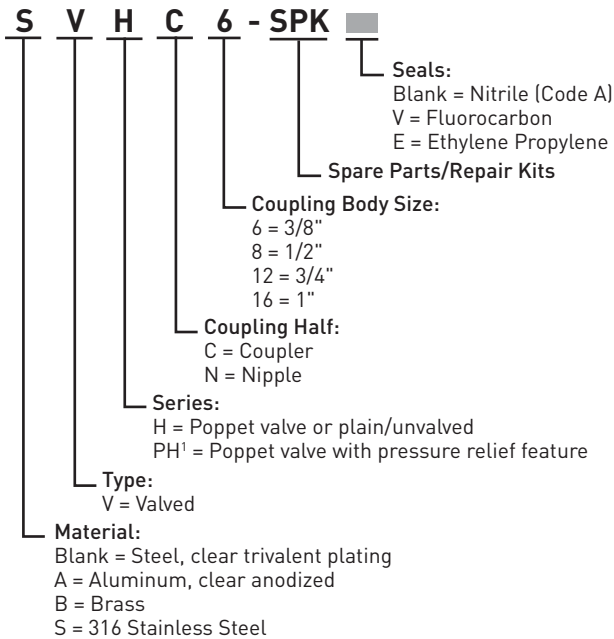 S V H C 6 - SPK
Seals:
Blank = Nitrile (Code A)
V = Fluorocarbon
E = Ethylene Propylene
Spare Parts/Repair Kits
Coupling Body Size:
6 = 3/8"
8 = 1/2"
12 = 3/4"
16 = 1"
Coupling Half:
C = Coupler
N = Nipple
Series:
H = Poppet valve or plain/unvalved
PH¹ = Poppet valve with pressure relief feature
Type:
V = Valved
Material:
Blank = Steel, clear trivalent plating
A = Aluminum, clear anodized
B = Brass
S = 316 Stainless Steel